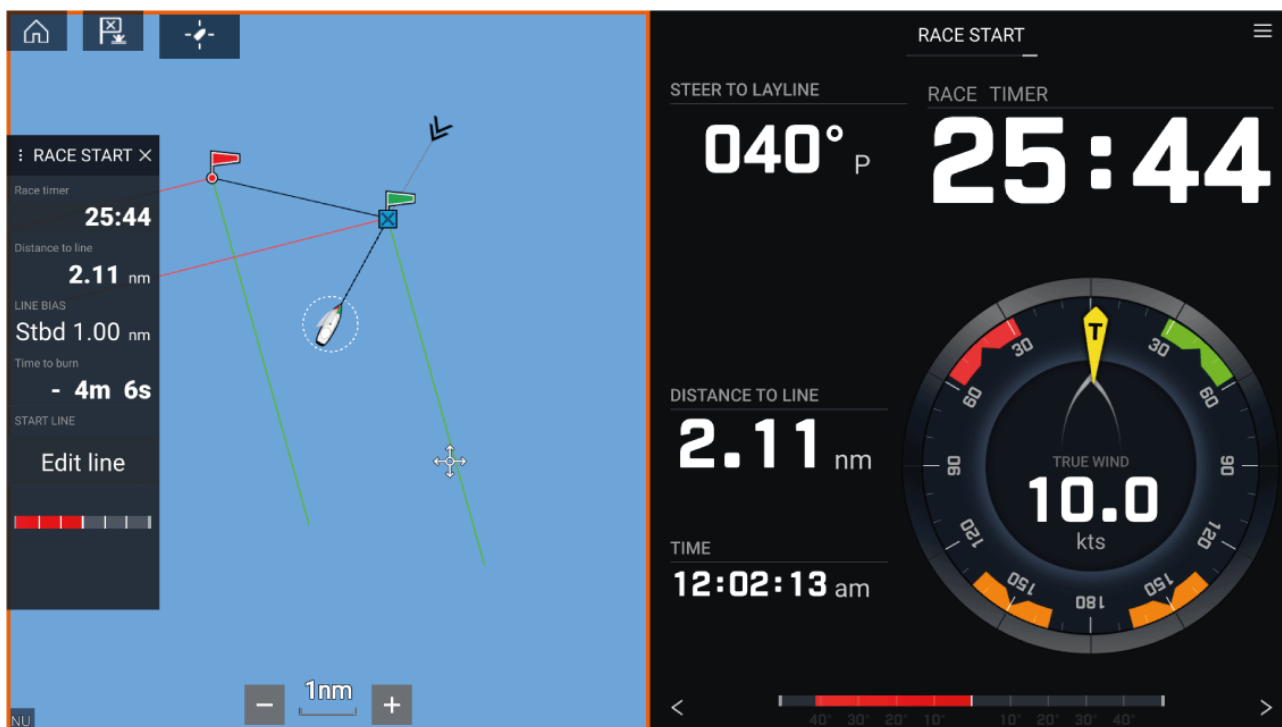 RACE START
Race timer
25:44
Distance to line
2.11 nm
LINE BIAS
Stbd 1.00 nm
Time to burn
- 4m 6s
START LINE
Edit line
1nm
NU
RACE START
STEER TO LAYLINE
040° P
RACE TIMER
25:44
DISTANCE TO LINE
2.11 nm
TIME
12:02:13 am
T
30 30
60 60
90 90
120 120
150 150
180
TRUE WIND
10.0
kts
40° 30° 20° 10° 10° 20° 30° 40°